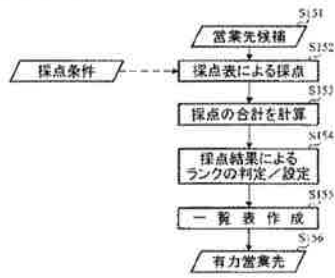 S151
営業先候補
S152
採点条件
採点表による採点
S153
採点の合計を計算
S154
採点結果による
ランクの判定／設定
S155
一覧表作成
S156
有力営業先